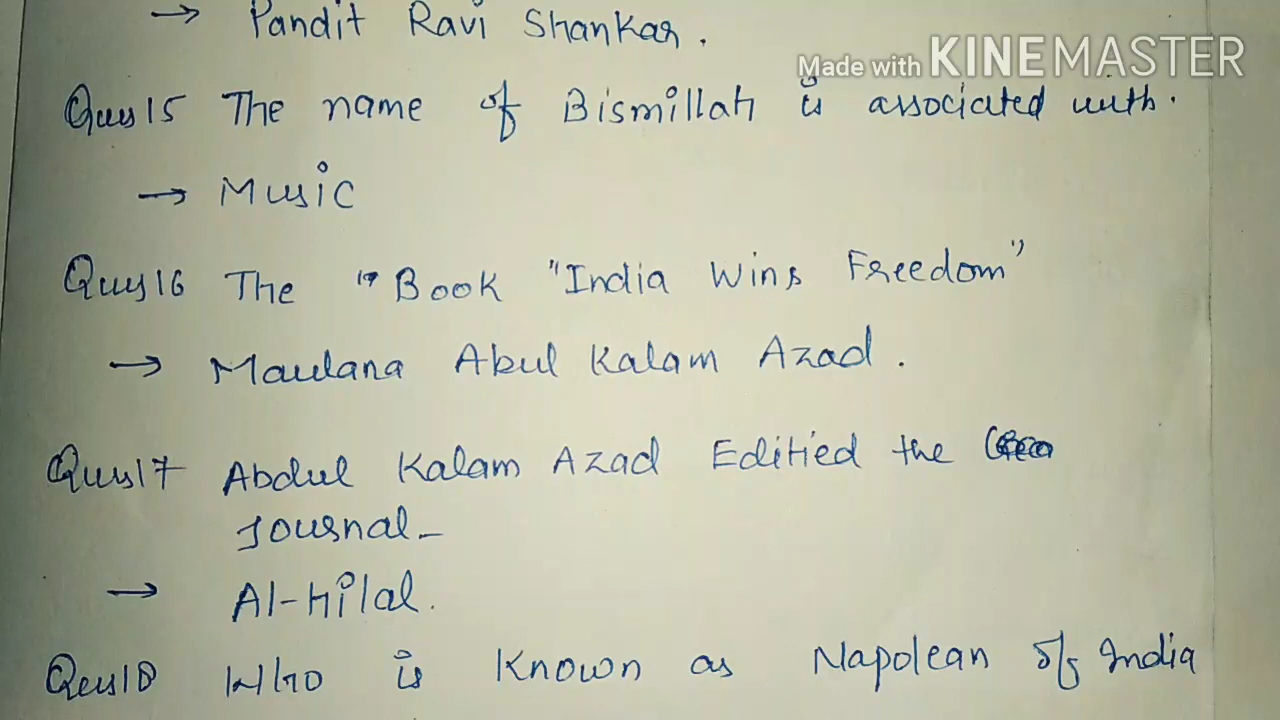 → Pandit Ravi Shankar.
Made with KINEMASTER
Ques15 The name of Bismillah is associated with.
→ Music
Ques16 The "Book "India Wins Freedom"
→ Maulana Abul Kalam Azad.
Ques17 Abdul Kalam Azad Editied the
Journal-
→ Al-Hilal.
Ques18 Who is Known as Napolean of India